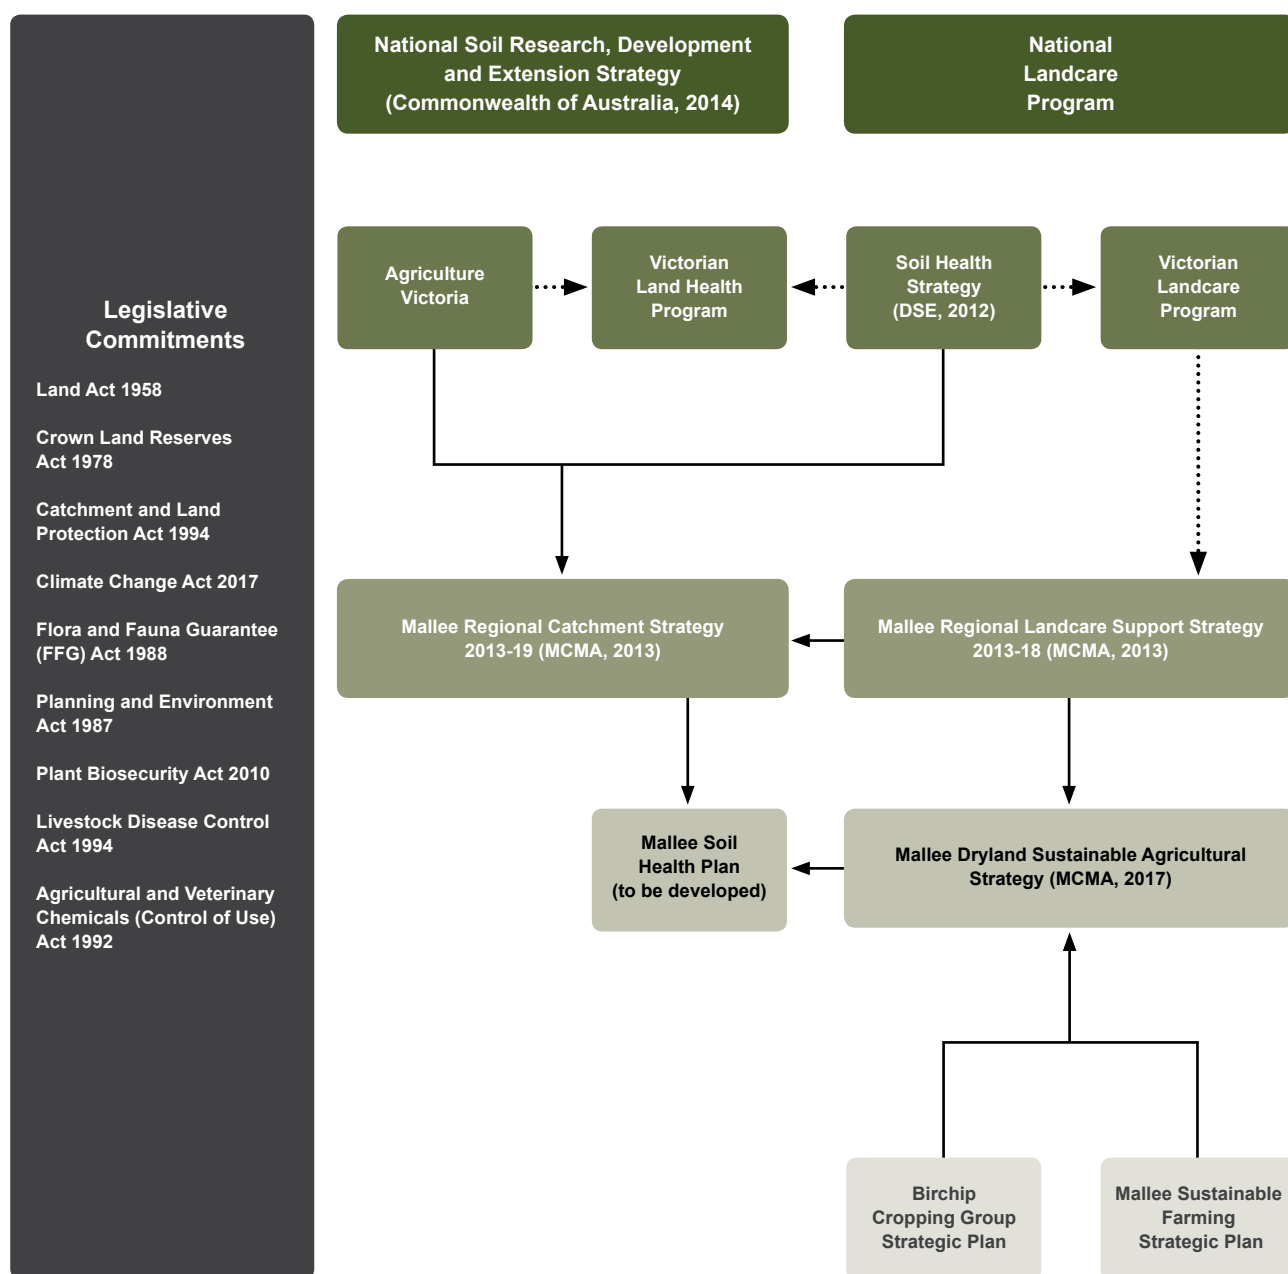 Legislative
Commitments
Land Act 1958
Crown Land Reserves
Act 1978
Catchment and Land
Protection Act 1994
Climate Change Act 2017
Flora and Fauna Guarantee
(FFG) Act 1988
Planning and Environment
Act 1987
Plant Biosecurity Act 2010
Livestock Disease Control
Act 1994
Agricultural and Veterinary
Chemicals (Control of Use)
Act 1992
National Soil Research, Development
and Extension Strategy
(Commonwealth of Australia, 2014)
National
Landcare
Program
Agriculture
Victoria
Victorian
Land Health
Program
Soil Health
Strategy
(DSE, 2012)
Victorian
Landcare
Program
Mallee Regional Catchment Strategy
2013-19 (MCMA, 2013)
Mallee Regional Landcare Support Strategy
2013-18 (MCMA, 2013)
Mallee Soil
Health Plan
(to be developed)
Mallee Dryland Sustainable Agricultural
Strategy (MCMA, 2017)
Birchip
Cropping Group
Strategic Plan
Mallee Sustainable
Farming
Strategic Plan